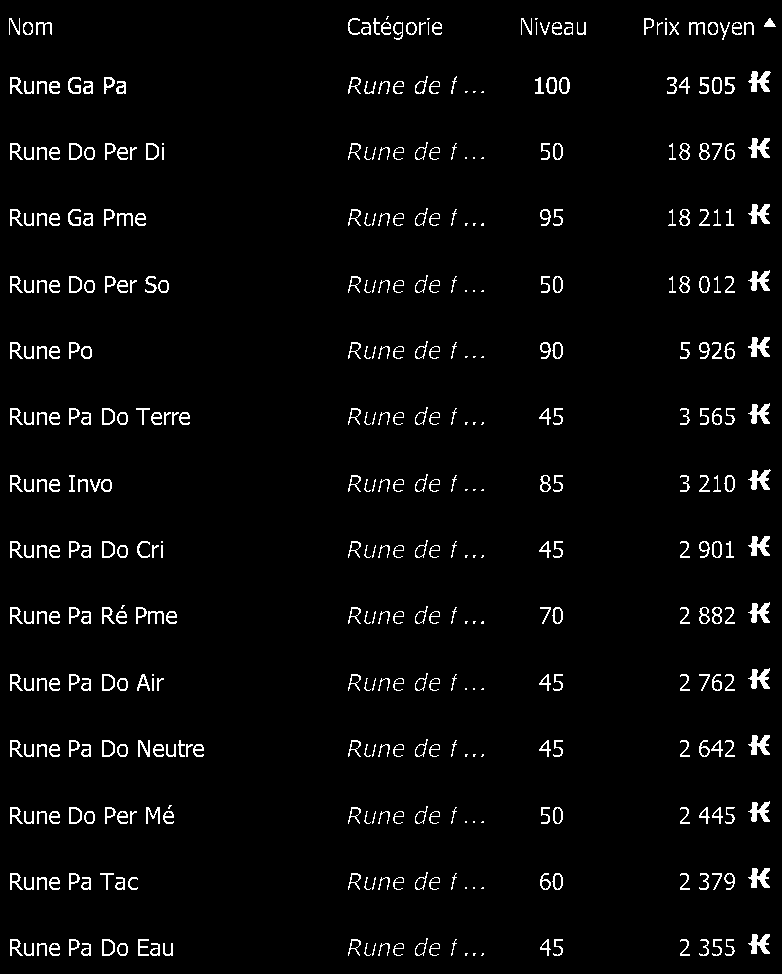 Nom Catégorie Niveau Prix moyen
Rune Ga Pa Rune de f ... 100 34 505
Rune Do Per Di Rune de f ... 50 18 876
Rune Ga Pme Rune de f ... 95 18 211
Rune Do Per So Rune de f ... 50 18 012
Rune Po Rune de f ... 90 5 926
Rune Pa Do Terre Rune de f ... 45 3 565
Rune Invo Rune de f ... 85 3 210
Rune Pa Do Cri Rune de f ... 45 2 901
Rune Pa Ré Pme Rune de f ... 70 2 882
Rune Pa Do Air Rune de f ... 45 2 762
Rune Pa Do Neutre Rune de f ... 45 2 642
Rune Do Per Mé Rune de f ... 50 2 445
Rune Pa Tac Rune de f ... 60 2 379
Rune Pa Do Eau Rune de f ... 45 2 355